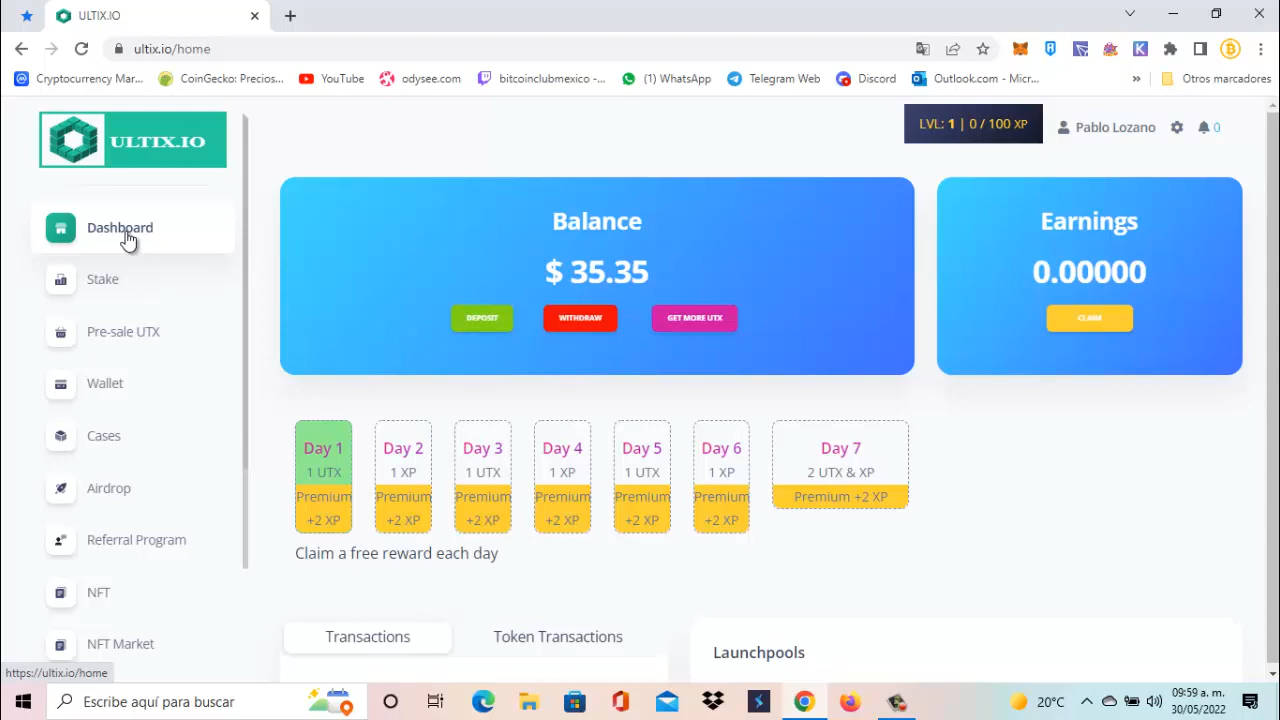 ULTIX.IO
ultix.io/home
Cryptocurrency Mar...
CoinGecko: Precios...
YouTube
odysee.com
bitcoinclubmexico - ...
(1) WhatsApp
Telegram Web
Discord
Outlook.com - Micr...
»
Otros marcadores
ULTIX.IO
LVL: 1 | 0 / 100 XP
Pablo Lozano
0
Dashboard
Stake
Pre-sale UTX
Wallet
Cases
Airdrop
Referral Program
NFT
NFT Market
Balance
$ 35.35
DEPOSIT
WITHDRAW
GET MORE UTX
Earnings
0.00000
CLAIM
Day 1
1 UTX
Premium
+2 XP
Day 2
1 XP
Premium
+2 XP
Day 3
1 UTX
Premium
+2 XP
Day 4
1 XP
Premium
+2 XP
Day 5
1 UTX
Premium
+2 XP
Day 6
1 XP
Premium
+2 XP
Day 7
2 UTX & XP
Premium +2 XP
Claim a free reward each day
Transactions
Token Transactions
Launchpools
https://ultix.io/home
Escribe aquí para buscar
20°C
09:59 a. m.
30/05/2022